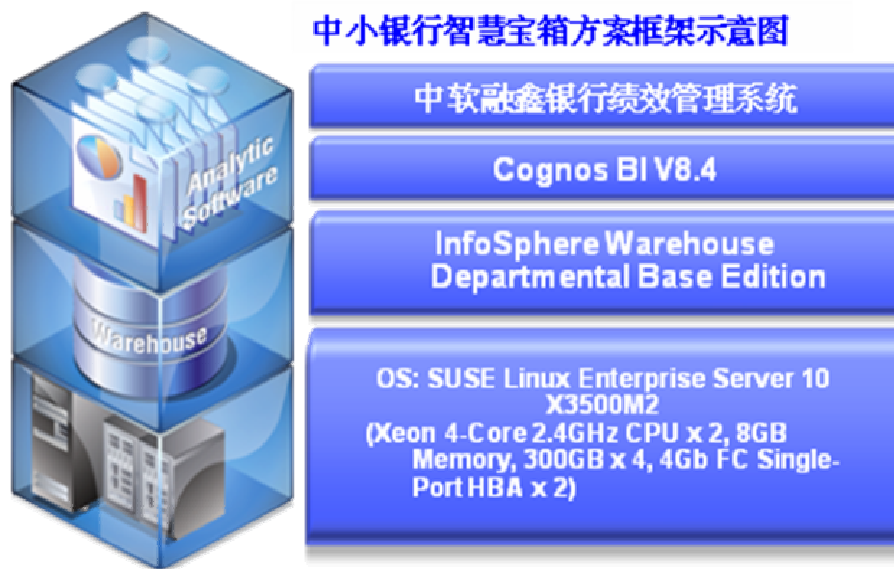 中小银行智慧宝箱方案框架示意图
Analytic
Software
Warehouse
中软融鑫银行绩效管理系统
Cognos BI V8.4
InfoSphere Warehouse
Departmental Base Edition
OS: SUSE Linux Enterprise Server 10
X3500M2
(Xeon 4-Core 2.4GHz CPU x 2, 8GB
Memory, 300GB x 4, 4Gb FC Single-
Port HBA x 2)